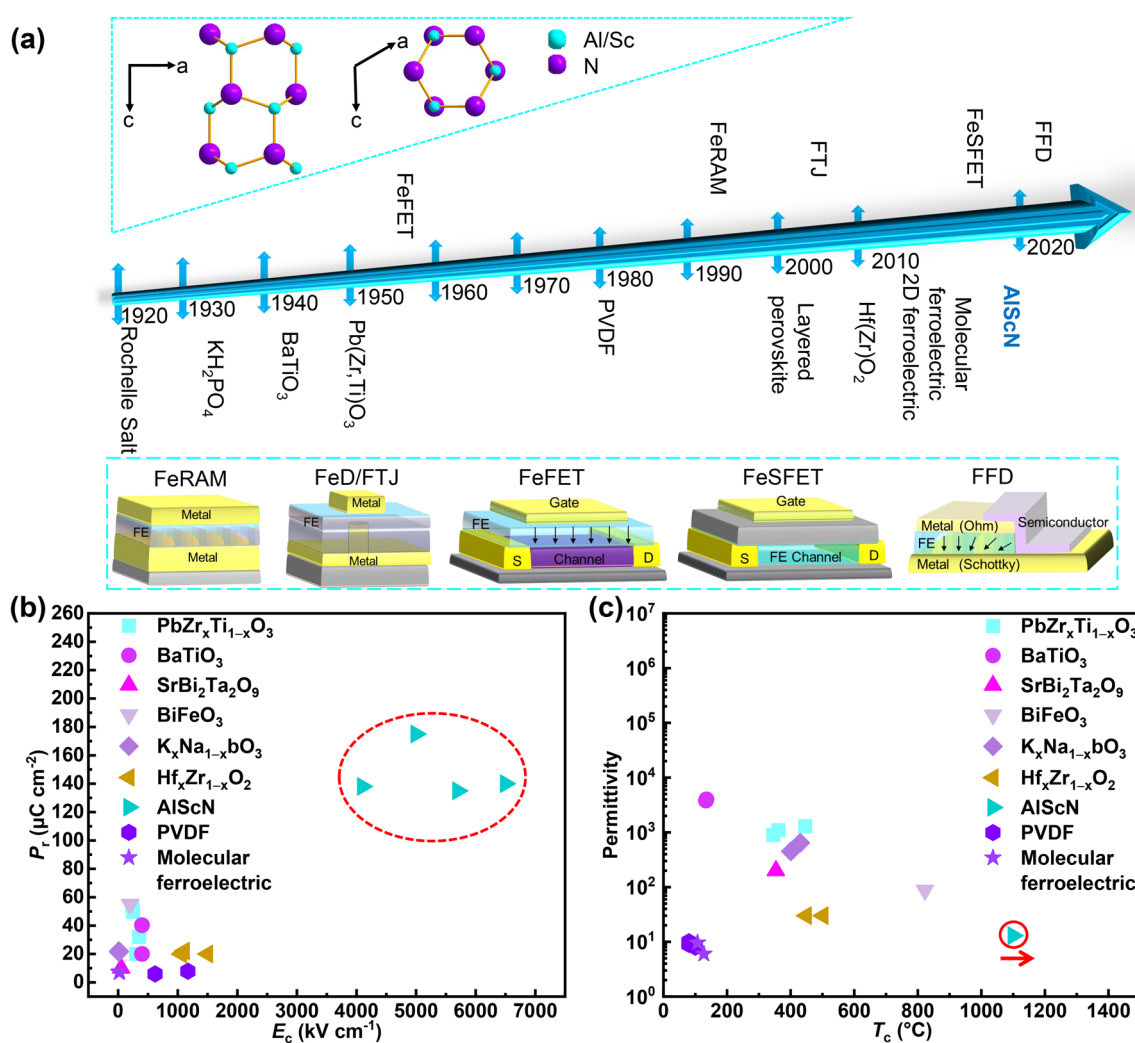 (a)
a
c
a
c
Al/Sc
N
FeFET
FeRAM
FTJ
FeSFET
FFD
1920
1930
1940
1950
1960
1970
1980
1990
2000
2010
2020
Rochelle Salt
KH₂PO₄
BaTiO₃
Pb(Zr,Ti)O₃
PVDF
Layered
perovskite
Hf(Zr)O₂
2D ferroelectric
Molecular
ferroelectric
AlScN
FeRAM
Metal
FE
Metal
FeD/FTJ
Metal
FE
Metal
FeFET
Gate
FE
S
Channel
D
FeSFET
Gate
S
FE Channel
D
FFD
Metal (Ohm)
Semiconductor
FE
Metal (Schottky)
(b)
260
240
220
200
180
160
140
120
100
80
60
40
20
0
Pr (µC cm⁻²)
PbZrₓTi₁₋ₓO₃
BaTiO₃
SrBi₂Ta₂O₉
BiFeO₃
KₓNa₁₋ₓbO₃
HfₓZr₁₋ₓO₂
AlScN
PVDF
Molecular
ferroelectric
0 1000 2000 3000 4000 5000 6000 7000
Ec (kV cm⁻¹)
(c)
10⁷
10⁶
10⁵
10⁴
10³
10²
10¹
10⁰
Permittivity
PbZrₓTi₁₋ₓO₃
BaTiO₃
SrBi₂Ta₂O₉
BiFeO₃
KₓNa₁₋ₓbO₃
HfₓZr₁₋ₓO₂
AlScN
PVDF
Molecular
ferroelectric
0 200 400 600 800 1000 1200 1400
Tc (°C)